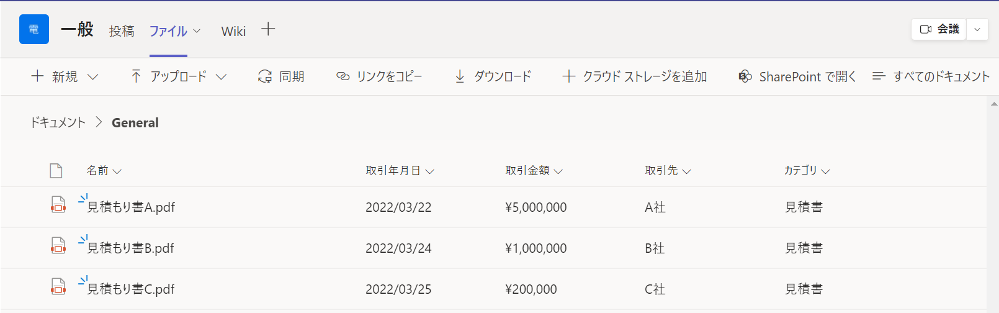 電 一般 投稿 ファイル Wiki 会議
新規 アップロード 同期 リンクをコピー ダウンロード クラウド ストレージを追加 SharePoint で開く すべてのドキュメント
ドキュメント > General
名前 取引年月日 取引金額 取引先 カテゴリ
見積もり書A.pdf 2022/03/22 ¥5,000,000 A社 見積書
見積もり書B.pdf 2022/03/24 ¥1,000,000 B社 見積書
見積もり書C.pdf 2022/03/25 ¥200,000 C社 見積書